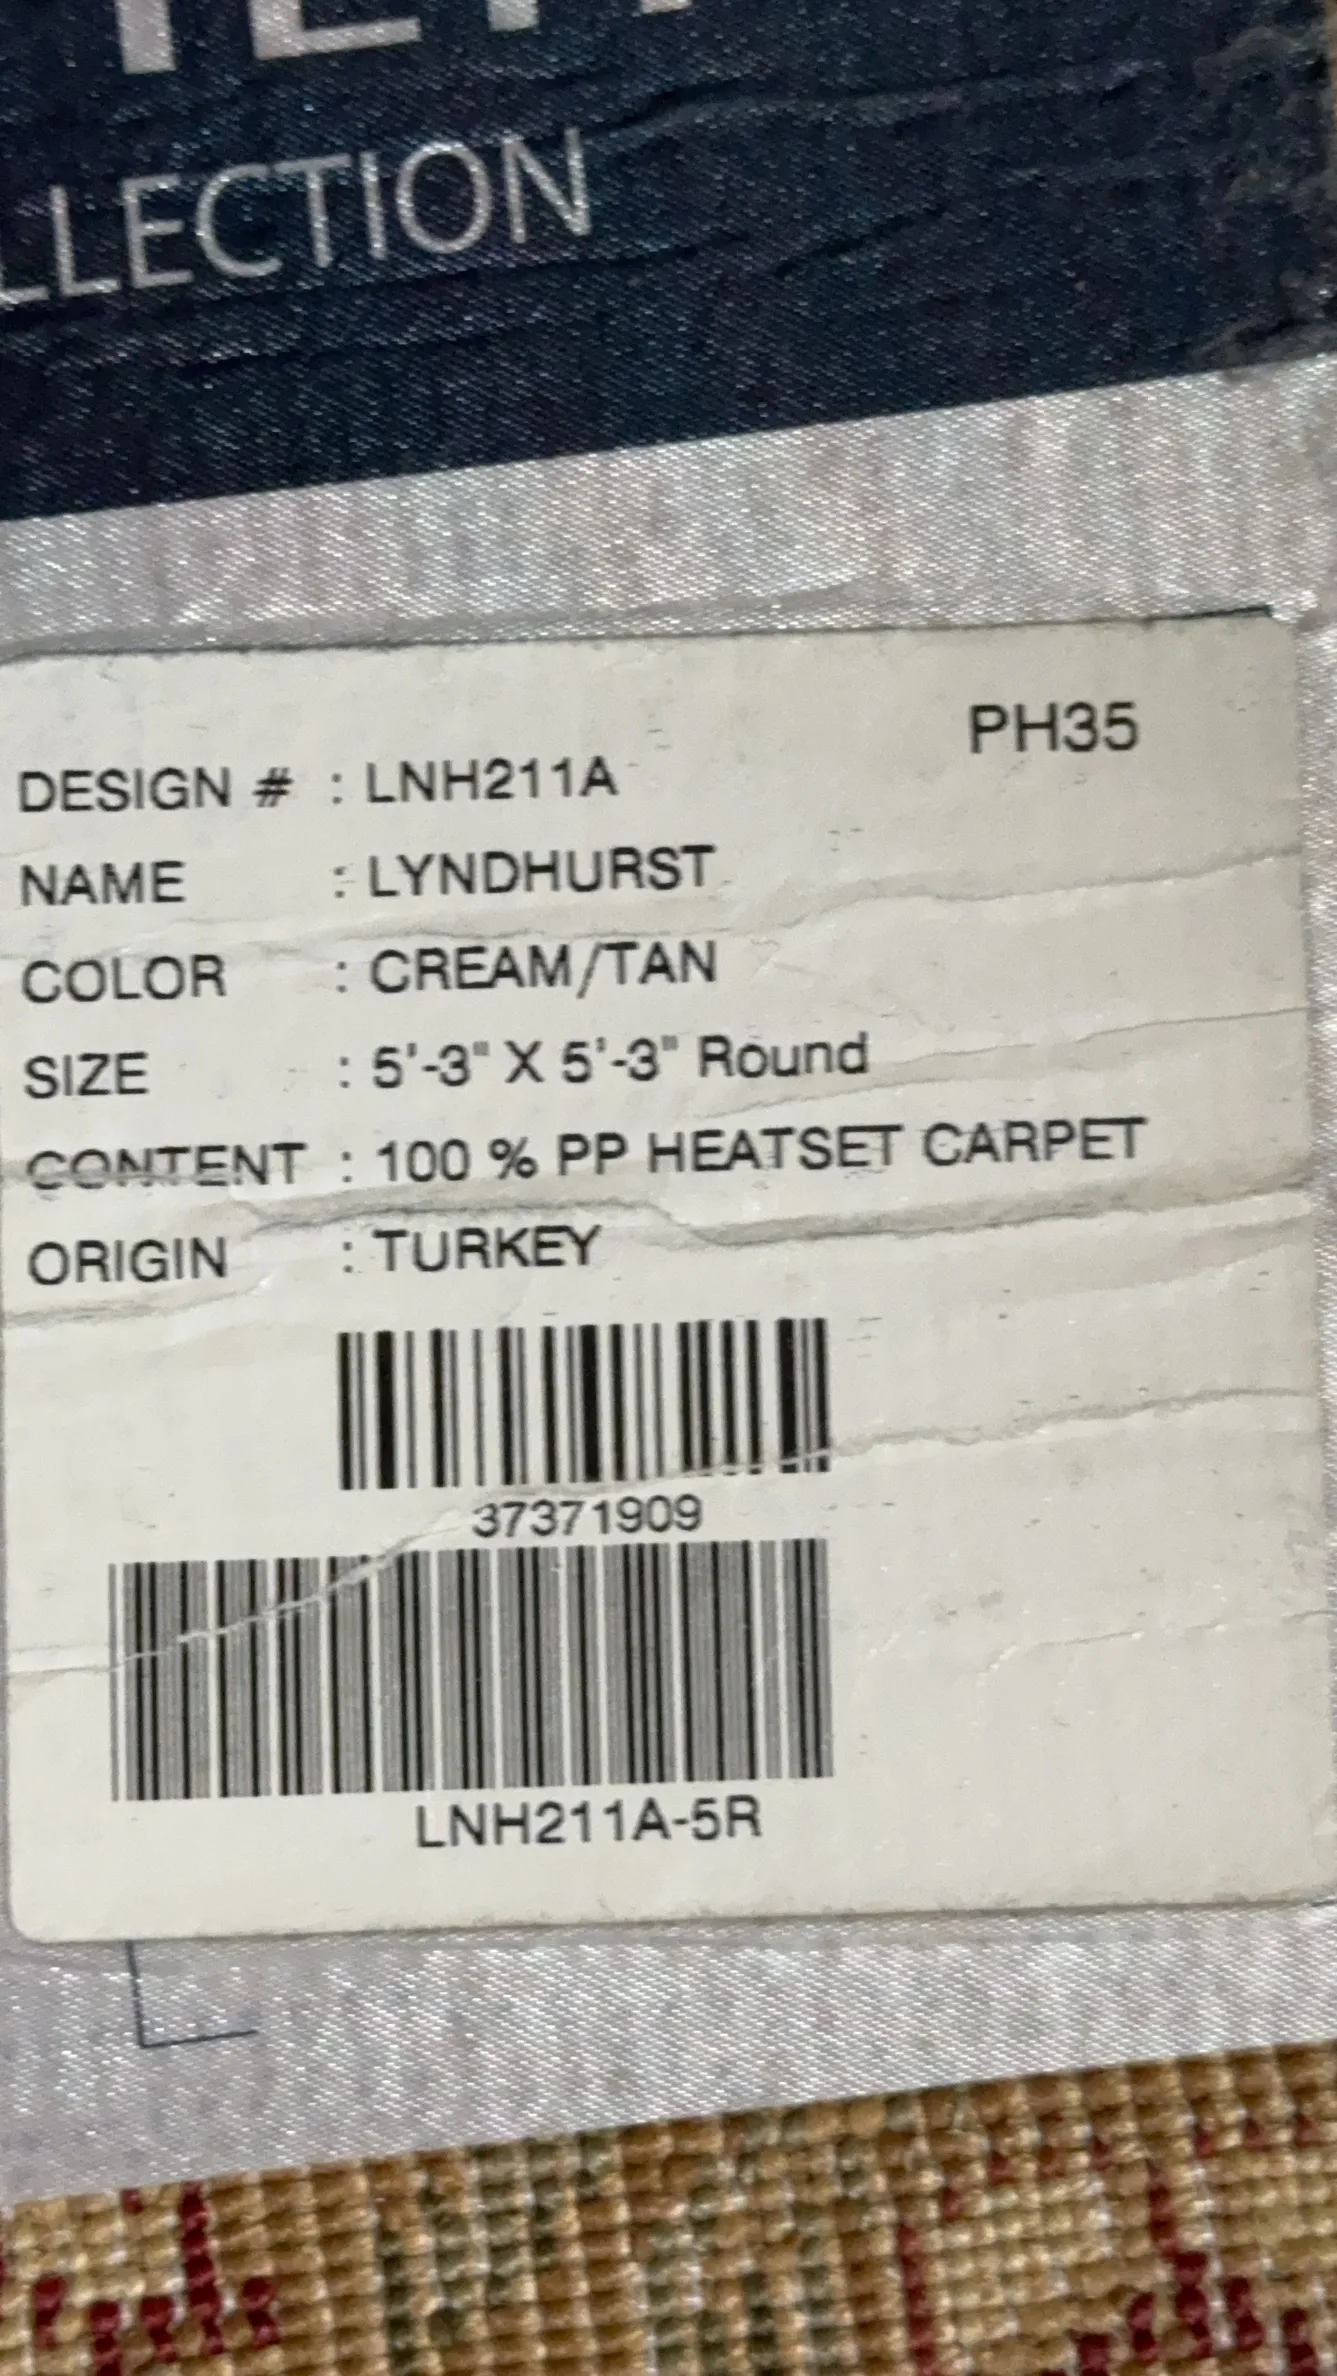 LLECTION
PH35
DESIGN # : LNH211A
NAME : LYNDHURST
COLOR : CREAM/TAN
SIZE : 5'-3" X 5'-3" Round
CONTENT : 100 % PP HEATSET CARPET
ORIGIN : TURKEY
37371909
LNH211A-5R